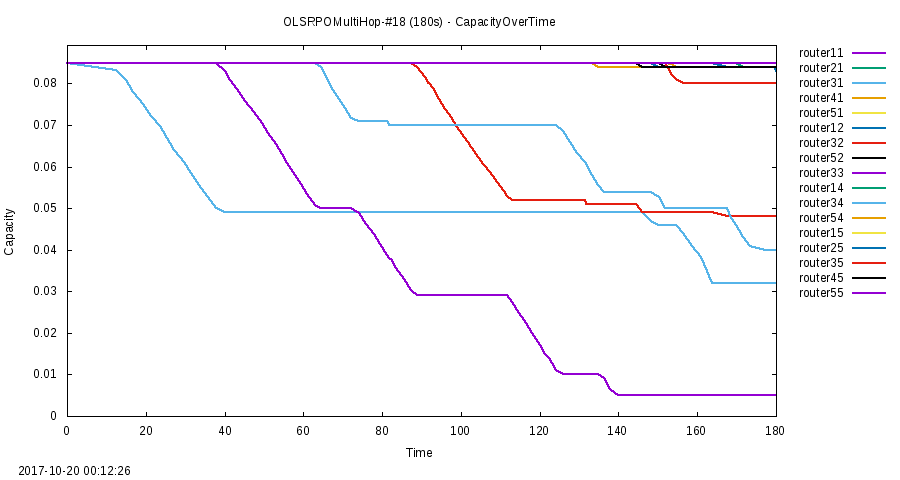 OLSRPOMultiHop-#18 (180s) - CapacityOverTime
router11
router21
router31
router41
router51
router12
router32
router52
router33
router14
router34
router54
router15
router25
router35
router45
router55
0.08
0.07
0.06
0.05
0.04
0.03
0.02
0.01
0
Capacity
0 20 40 60 80 100 120 140 160 180
Time
2017-10-20 00:12:26